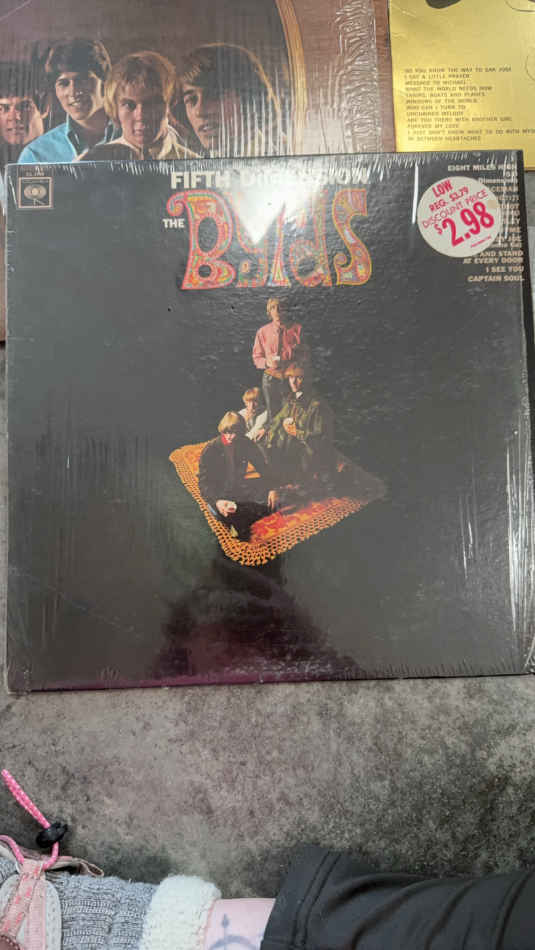 DO YOU KNOW THE WAY TO SAN JOSE
I SAY A LITTLE PRAYER
MESSAGE TO MICHAEL
WHAT THE WORLD NEEDS NOW
TRAINS, BOATS AND PLANES
WINDOWS OF THE WORLD
WHO CAN I TURN TO
UNCHAINED MELODY
ARE YOU THERE WITH ANOTHER GIRL
FOREVER MY LOVE
I JUST DON'T KNOW WHAT TO DO WITH MYS
IN BETWEEN HEARTACHES
FIFTH DIMENSION
THE
BYRDS
EIGHT MILES HIGH
LOW
REG. $3.79
DISCOUNT PRICE
$2.98
AND STAND
AT EVERY DOOR
I SEE YOU
CAPTAIN SOUL